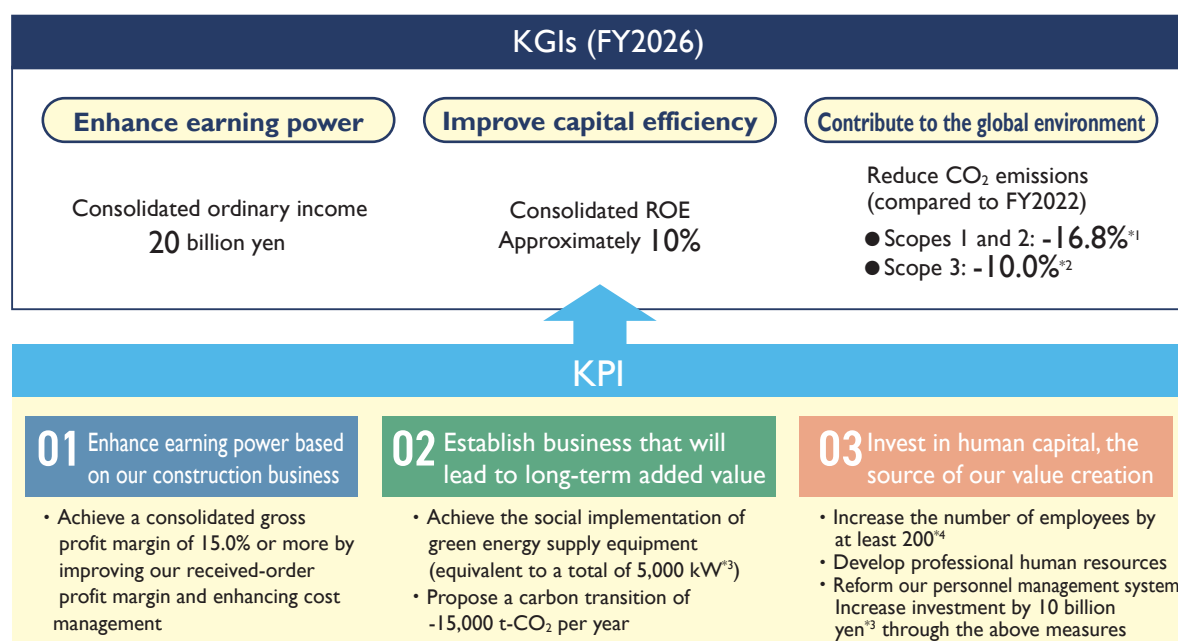 KGIs (FY2026)
Enhance earning power
Consolidated ordinary income
20 billion yen
Improve capital efficiency
Consolidated ROE
Approximately 10%
Contribute to the global environment
Reduce CO₂ emissions
(compared to FY2022)
● Scopes 1 and 2: -16.8%*1
● Scope 3: -10.0%*2
KPI
01 Enhance earning power based
on our construction business
・Achieve a consolidated gross
profit margin of 15.0% or more by
improving our received-order
profit margin and enhancing cost
management
02 Establish business that will
lead to long-term added value
・Achieve the social implementation of
green energy supply equipment
(equivalent to a total of 5,000 kW*3)
・Propose a carbon transition of
-15,000 t-CO₂ per year
03 Invest in human capital, the
source of our value creation
・Increase the number of employees by
at least 200*4
・Develop professional human resources
・Reform our personnel management system
Increase investment by 10 billion
yen*3 through the above measures